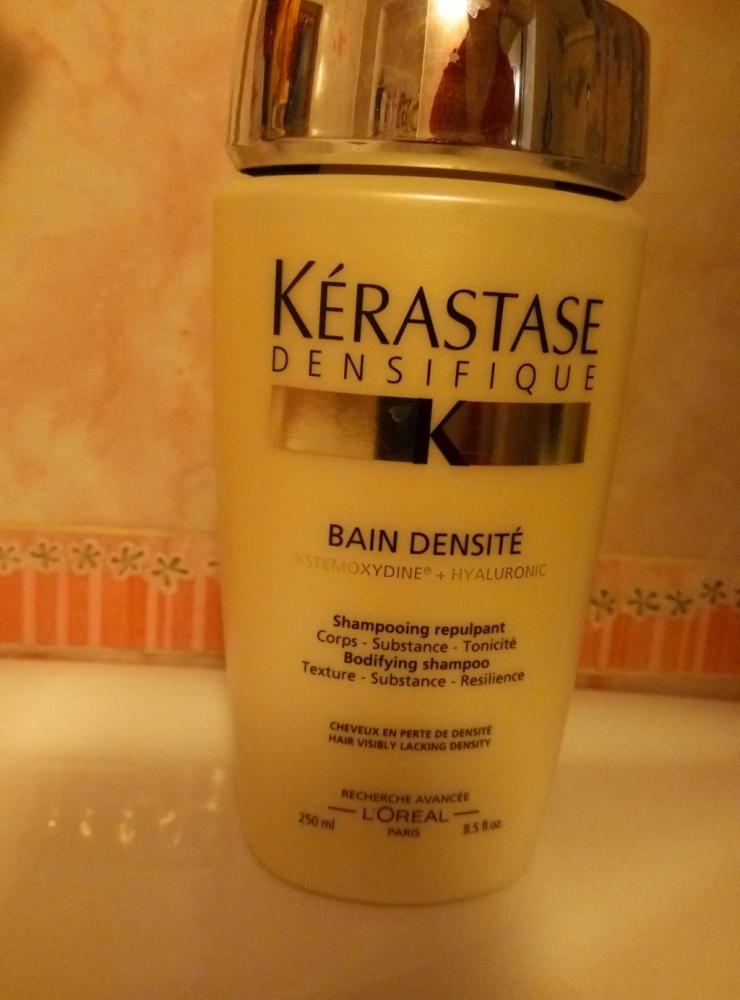 KÉRASTASE
DENSIFIQUE
K
BAIN DENSITÉ
STEMOXYDINE® + HYALURONIC
Shampooing repulpant
Corps - Substance - Tonicité
Bodifying shampoo
Texture - Substance - Resilience
CHEVEUX EN PERTE DE DENSITÉ
HAIR VISIBLY LACKING DENSITY
RECHERCHE AVANCÉE
L'ORÉAL
PARIS
250 ml
8.5 fl.oz.